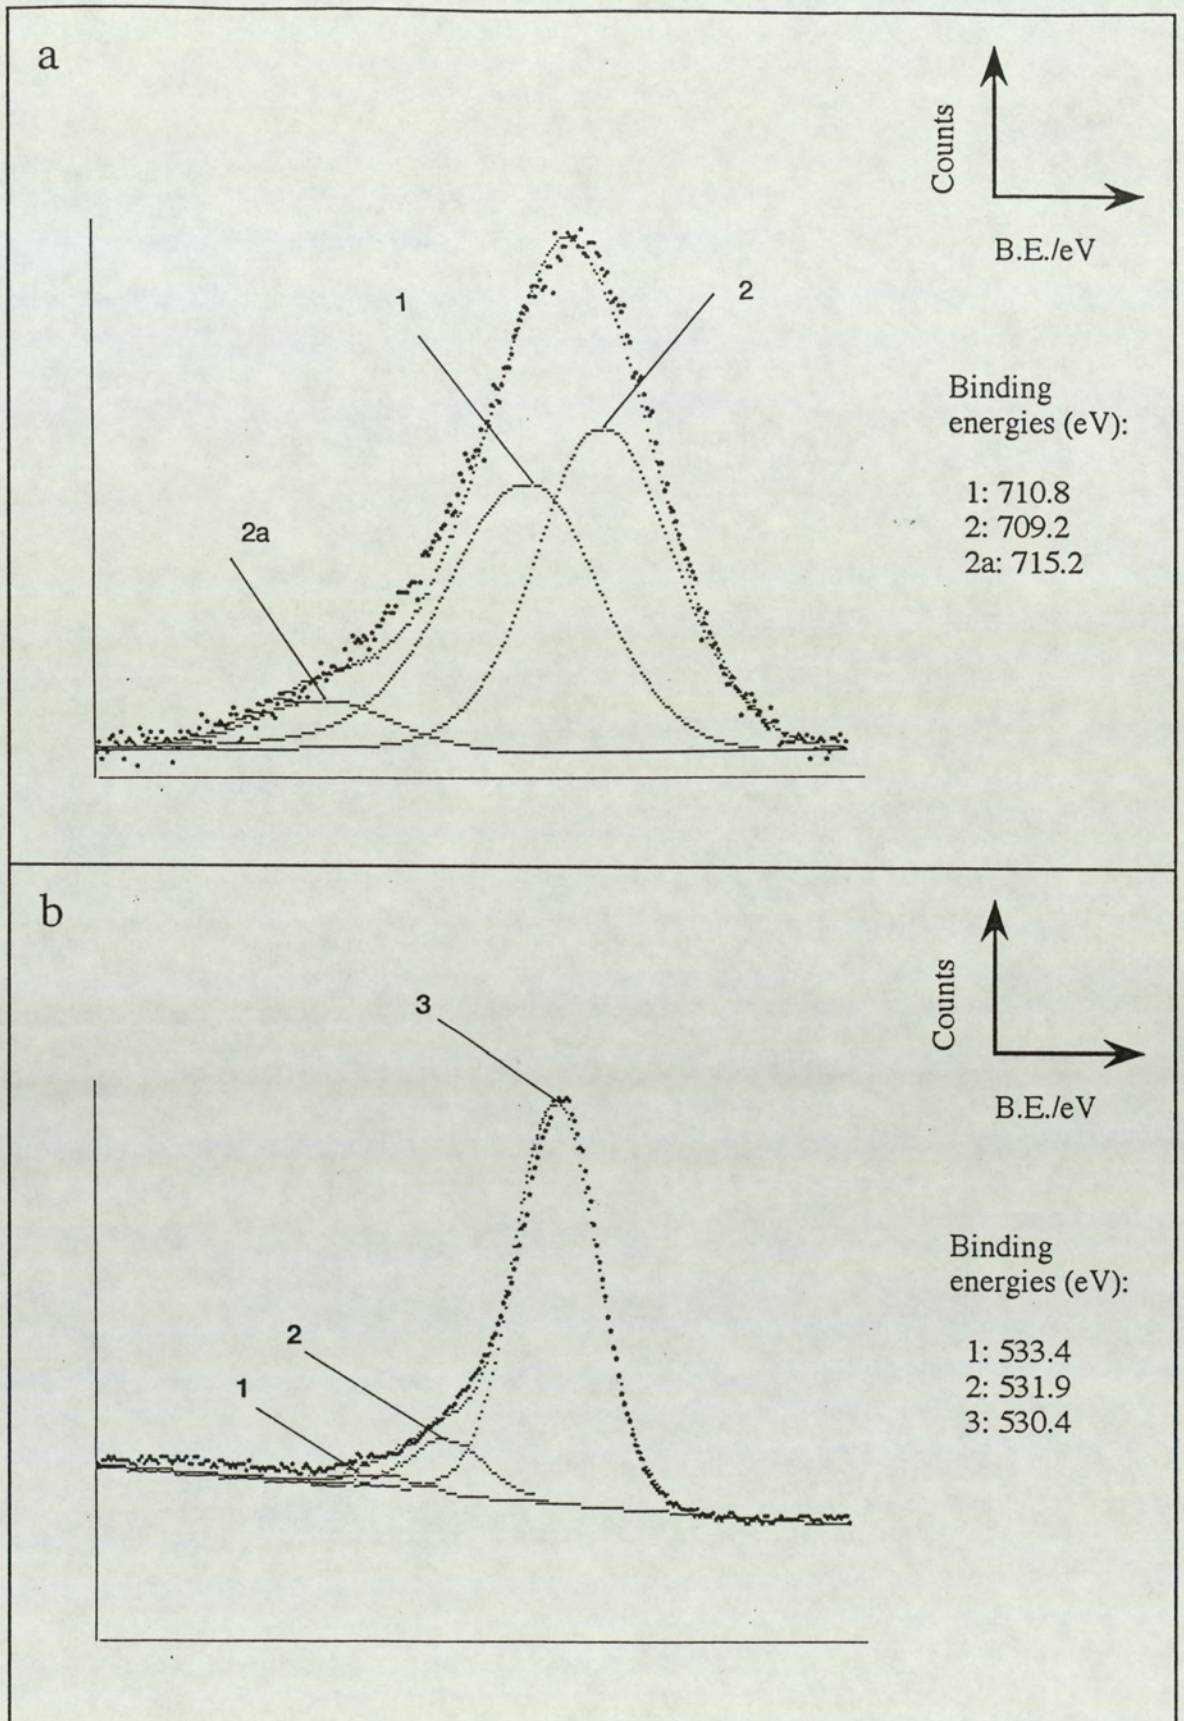 a
Counts
B.E./eV
1
2
2a
Binding
energies (eV):
1: 710.8
2: 709.2
2a: 715.2
b
Counts
B.E./eV
3
2
1
Binding
energies (eV):
1: 533.4
2: 531.9
3: 530.4